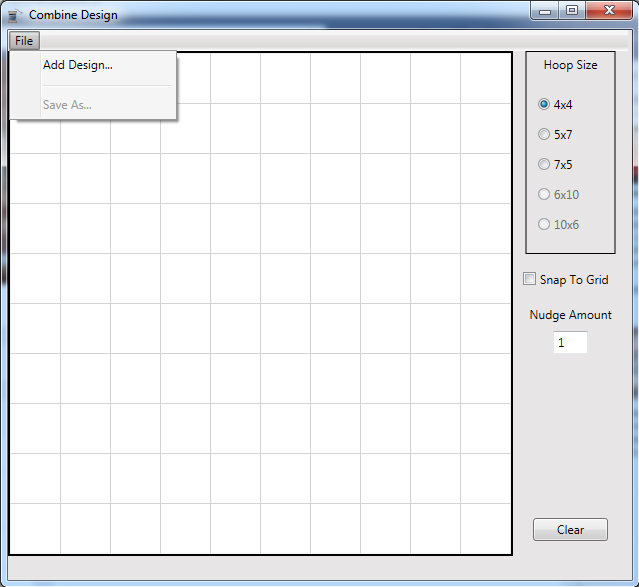 Combine Design
File
Add Design...
Save As...
Hoop Size
4x4
5x7
7x5
6x10
10x6
Snap To Grid
Nudge Amount
1
Clear